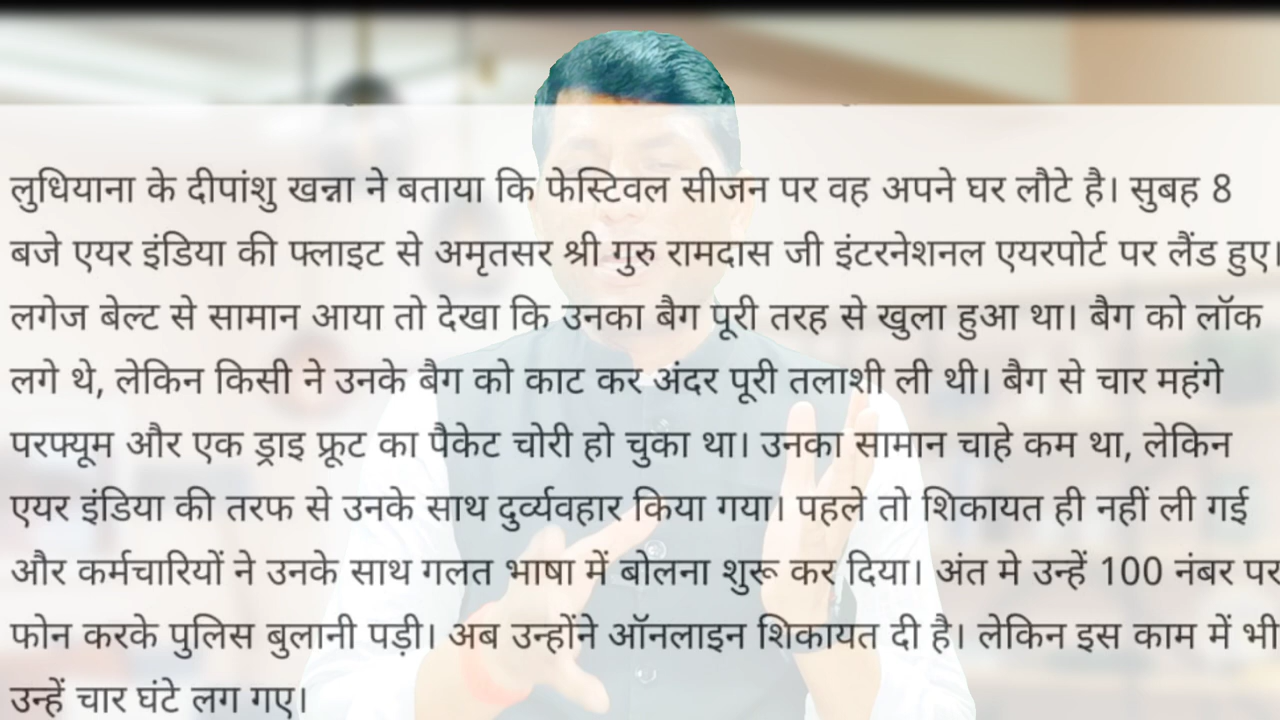 लुधियाना के दीपांशु खन्ना ने बताया कि फेस्टिवल सीजन पर वह अपने घर लौटे है। सुबह 8
बजे एयर इंडिया की फ्लाइट से अमृतसर श्री गुरु रामदास जी इंटरनेशनल एयरपोर्ट पर लैंड हुए।
लगेज बेल्ट से सामान आया तो देखा कि उनका बैग पूरी तरह से खुला हुआ था। बैग को लॉक
लगे थे, लेकिन किसी ने उनके बैग को काट कर अंदर पूरी तलाशी ली थी। बैग से चार महंगे
परफ्यूम और एक ड्राइ फ्रूट का पैकेट चोरी हो चुका था। उनका सामान चाहे कम था, लेकिन
एयर इंडिया की तरफ से उनके साथ दुर्व्यवहार किया गया। पहले तो शिकायत ही नहीं ली गई
और कर्मचारियों ने उनके साथ गलत भाषा में बोलना शुरू कर दिया। अंत मे उन्हें 100 नंबर पर
फोन करके पुलिस बुलानी पड़ी। अब उन्होंने ऑनलाइन शिकायत दी है। लेकिन इस काम में भी
उन्हें चार घंटे लग गए।